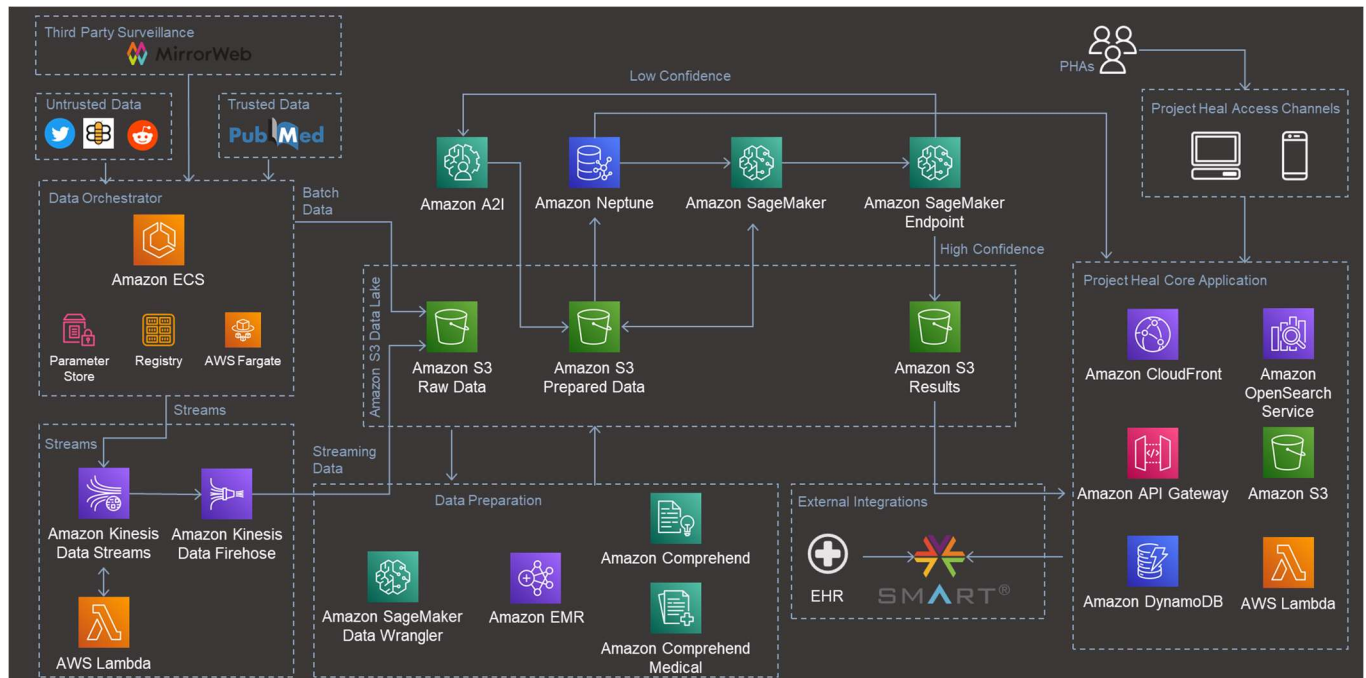 Third Party Surveillance
MirrorWeb
Untrusted Data
Trusted Data
PubMed
Data Orchestrator
Amazon ECS
Parameter
Store
Registry
AWS Fargate
Batch
Data
Streams
Streams
Amazon Kinesis
Data Streams
Amazon Kinesis
Data Firehose
AWS Lambda
Streaming
Data
Low Confidence
Amazon A2I
Amazon Neptune
Amazon SageMaker
Amazon SageMaker
Endpoint
High Confidence
Amazon S3 Data Lake
Amazon S3
Raw Data
Amazon S3
Prepared Data
Amazon S3
Results
Data Preparation
Amazon SageMaker
Data Wrangler
Amazon EMR
Amazon Comprehend
Amazon Comprehend
Medical
External Integrations
EHR
SMART®
PHAs
Project Heal Access Channels
Project Heal Core Application
Amazon CloudFront
Amazon
OpenSearch
Service
Amazon API Gateway
Amazon S3
Amazon DynamoDB
AWS Lambda